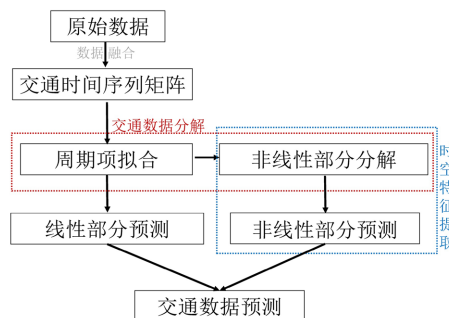 原始数据
数据融合
交通时间序列矩阵
交通数据分解
周期项拟合
非线性部分分解
时空特征提取
线性部分预测
非线性部分预测
交通数据预测